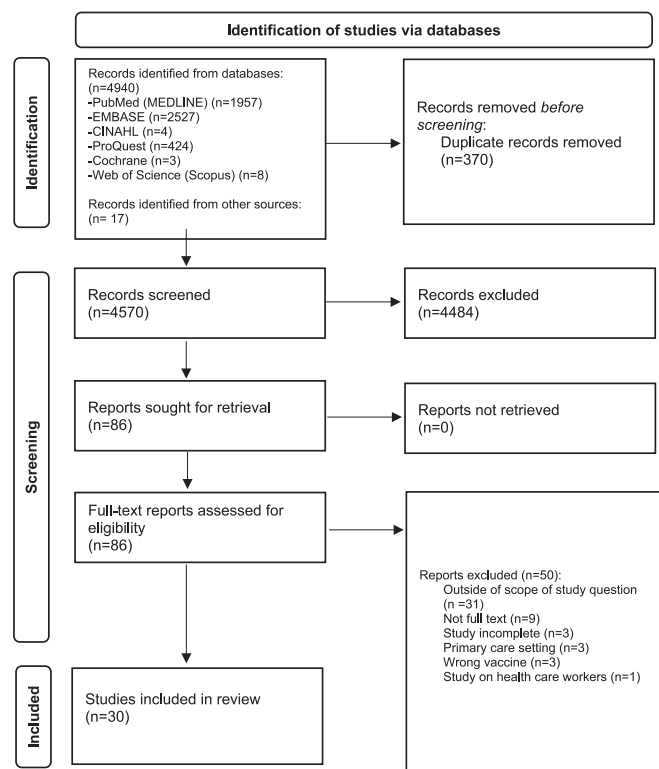 Identification of studies via databases
Identification
Records identified from databases:
(n=4940)
-PubMed (MEDLINE) (n=1957)
-EMBASE (n=2527)
-CINAHL (n=4)
-ProQuest (n=424)
-Cochrane (n=3)
-Web of Science (Scopus) (n=8)
Records identified from other sources:
(n= 17)
Records removed before
screening:
Duplicate records removed
(n=370)
Screening
Records screened
(n=4570)
Records excluded
(n=4484)
Reports sought for retrieval
(n=86)
Reports not retrieved
(n=0)
Full-text reports assessed for
eligibility
(n=86)
Reports excluded (n=50):
Outside of scope of study question
(n =31)
Not full text (n=9)
Study incomplete (n=3)
Primary care setting (n=3)
Wrong vaccine (n=3)
Study on health care workers (n=1)
Included
Studies included in review
(n=30)